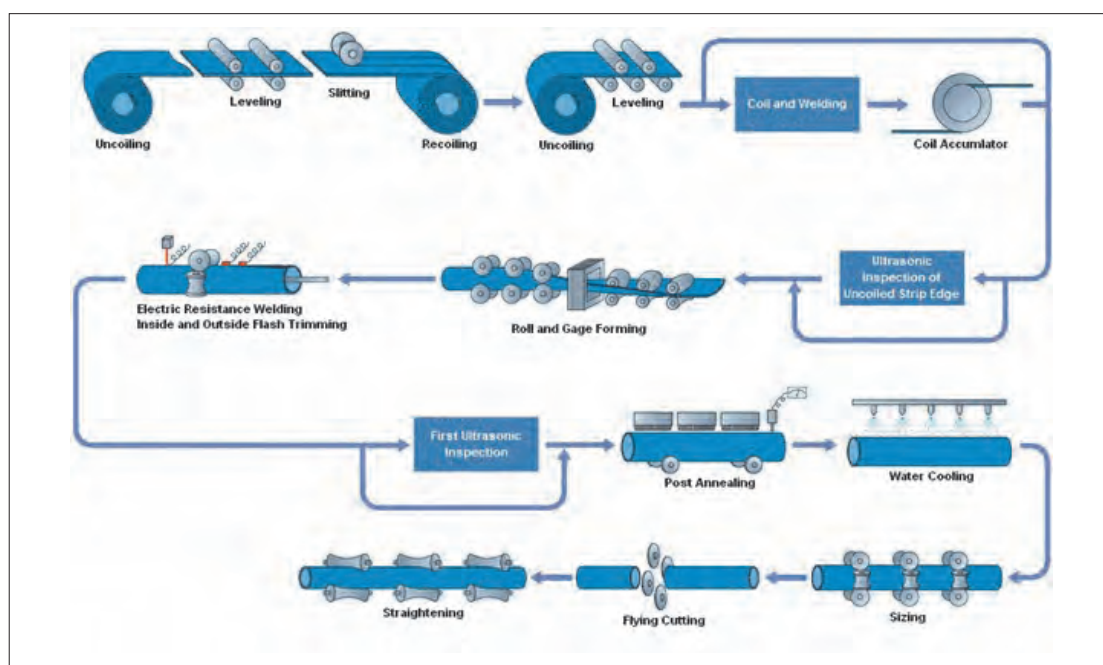 Leveling
Slitting
Uncoiling
Recoiling
Leveling
Uncoiling
Coil and Welding
Coil Accumlator
Electric Resistance Welding
Inside and Outside Flash Trimming
Roll and Gage Forming
Ultrasonic
Inspection of
Uncoiled Strip Edge
First Ultrasonic
Inspection
Post Annealing
Water Cooling
Straightening
Flying Cutting
Sizing